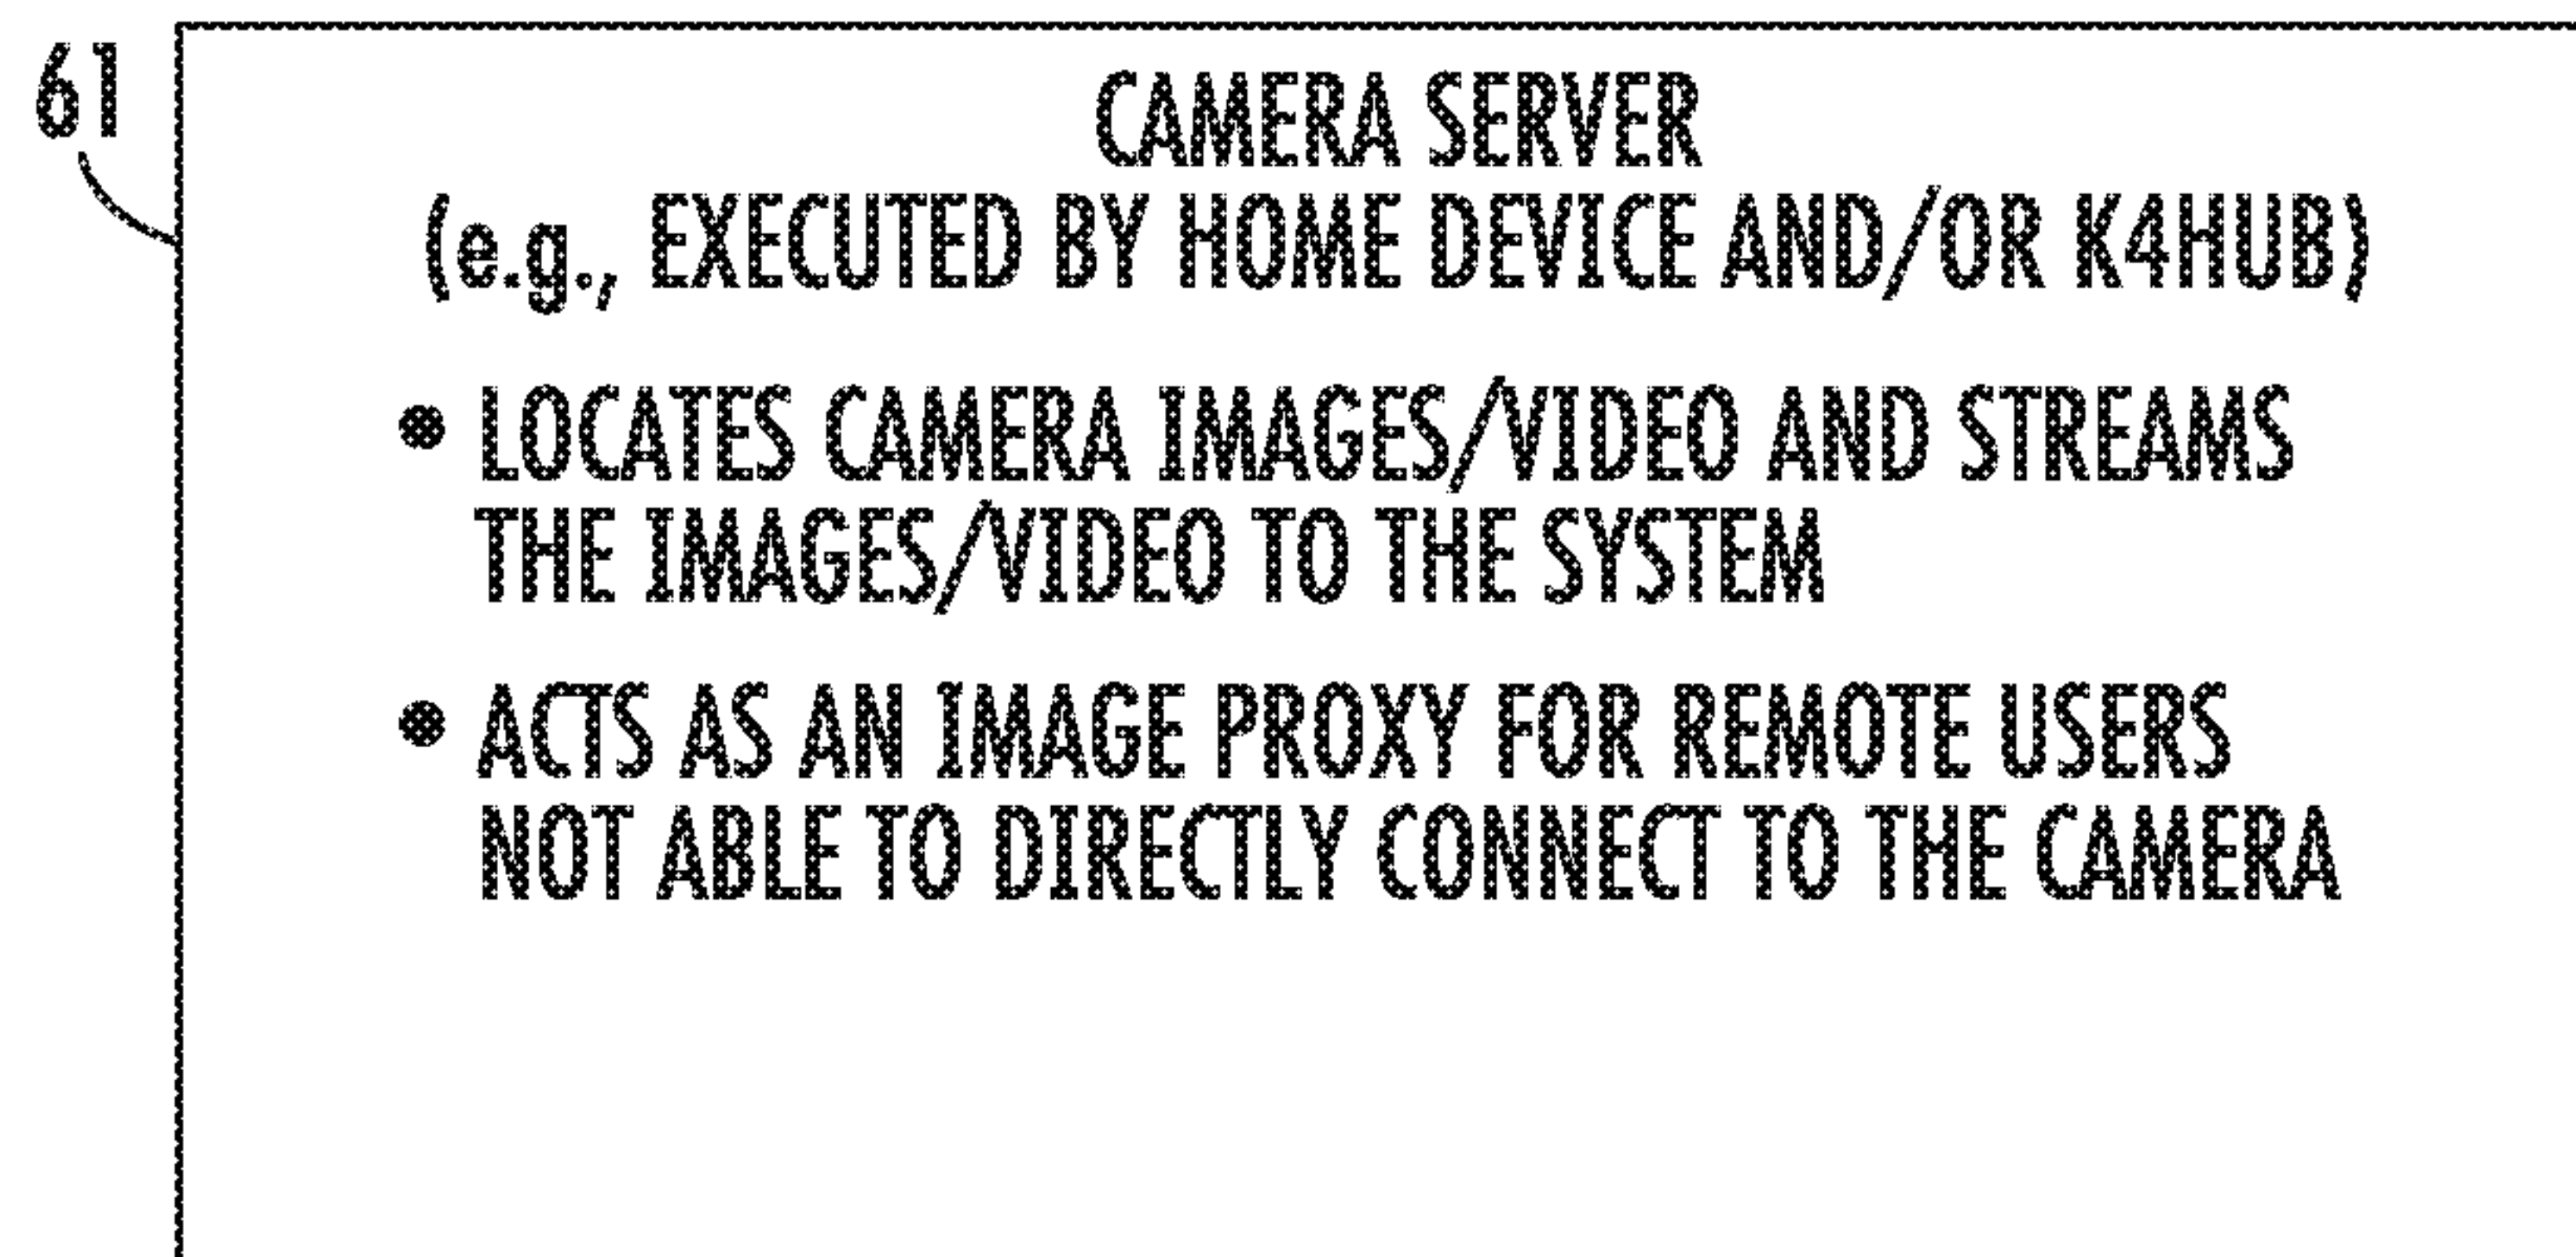 61
CAMERA SERVER
(e.g., EXECUTED BY HOME DEVICE AND/OR K4HUB)
• LOCATES CAMERA IMAGES/VIDEO AND STREAMS
THE IMAGES/VIDEO TO THE SYSTEM
• ACTS AS AN IMAGE PROXY FOR REMOTE USERS
NOT ABLE TO DIRECTLY CONNECT TO THE CAMERA